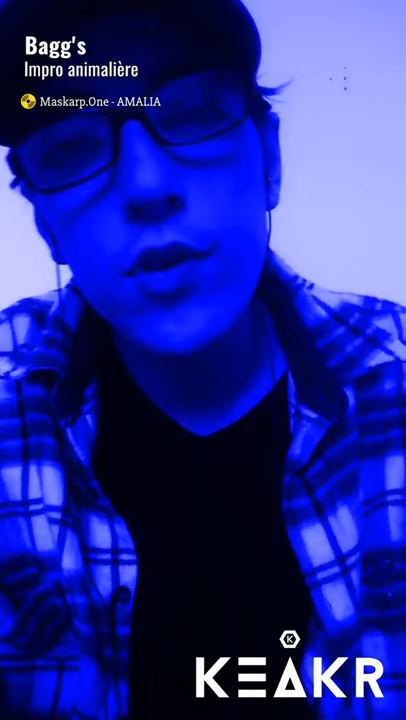 Bagg's
Impro animalière
Maskarp.One - AMALIA
K
KEAKR